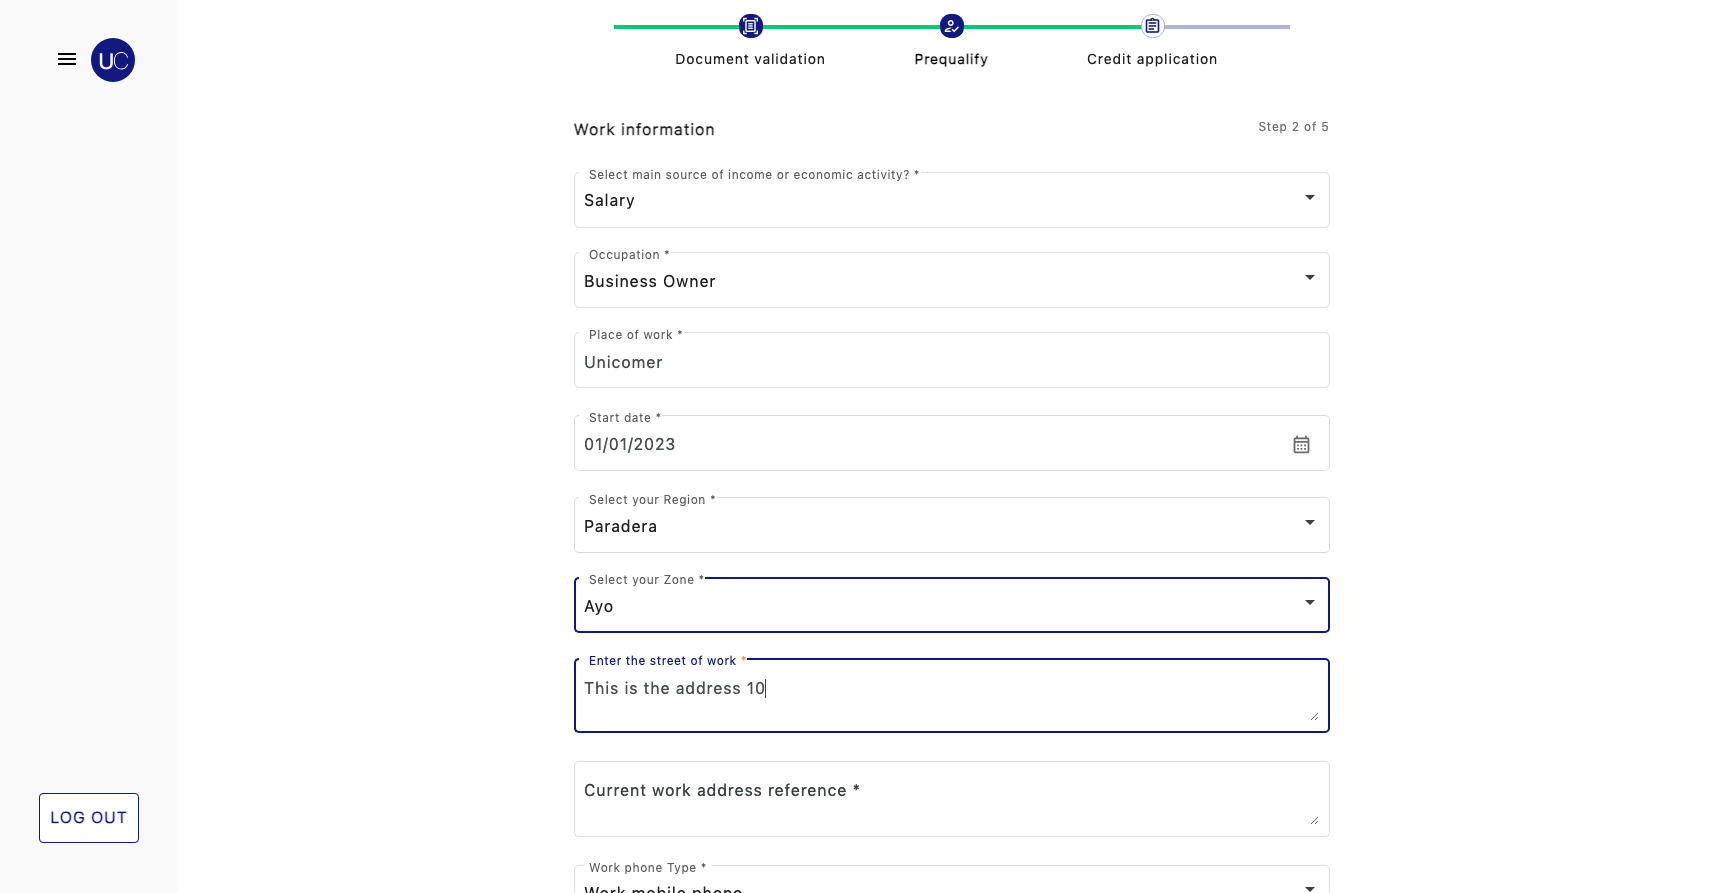 UC
Document validation
Prequalify
Credit application
Work information
Step 2 of 5
Select main source of income or economic activity? *
Salary
Occupation *
Business Owner
Place of work *
Unicomer
Start date *
01/01/2023
Select your Region *
Paradera
Select your Zone *
Ayo
Enter the street of work *
This is the address 10
Current work address reference *
LOG OUT
Work phone Type *
Work mobile phone